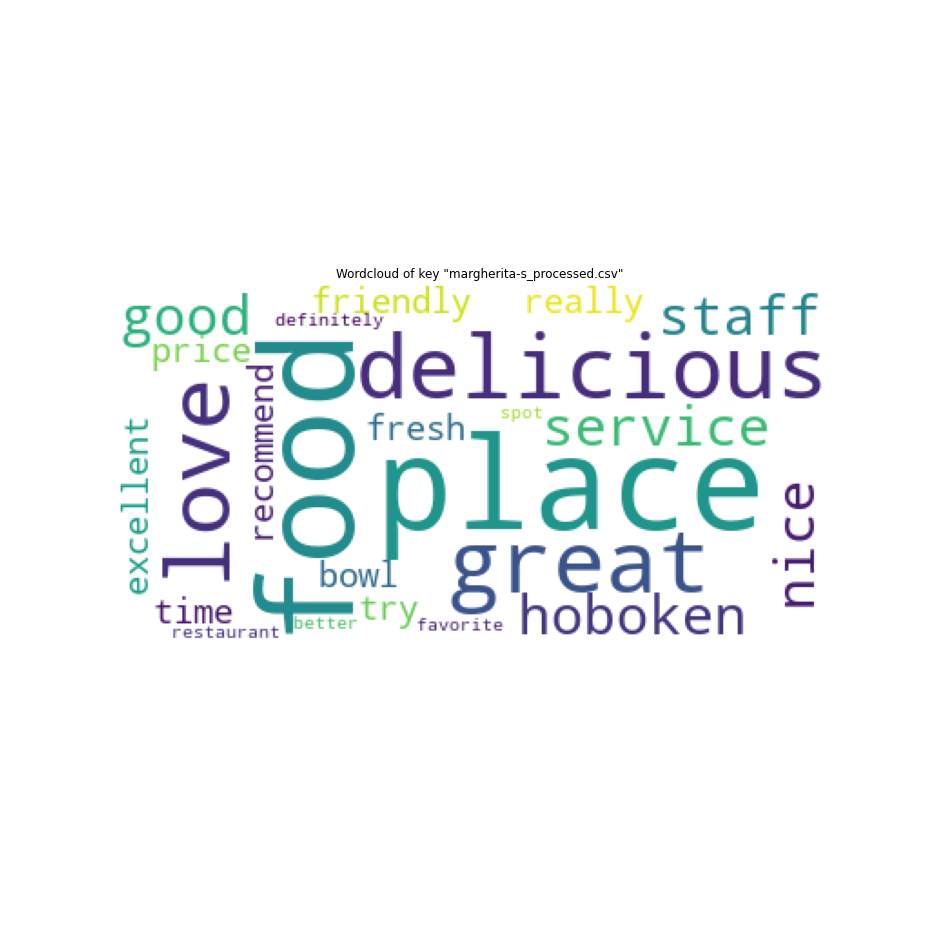 Wordcloud of key "margherita-s_processed.csv"
good
friendly
really
staff
definitely
price
food
delicious
love
recommend
fresh
spot
service
excellent
place
nice
great
bowl
time
try
hoboken
better
favorite
restaurant